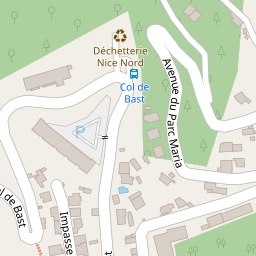 Déchetterie
Nice Nord
Col de
Bast
Avenue du Parc Maria
P
l de Bast
Impasse
t